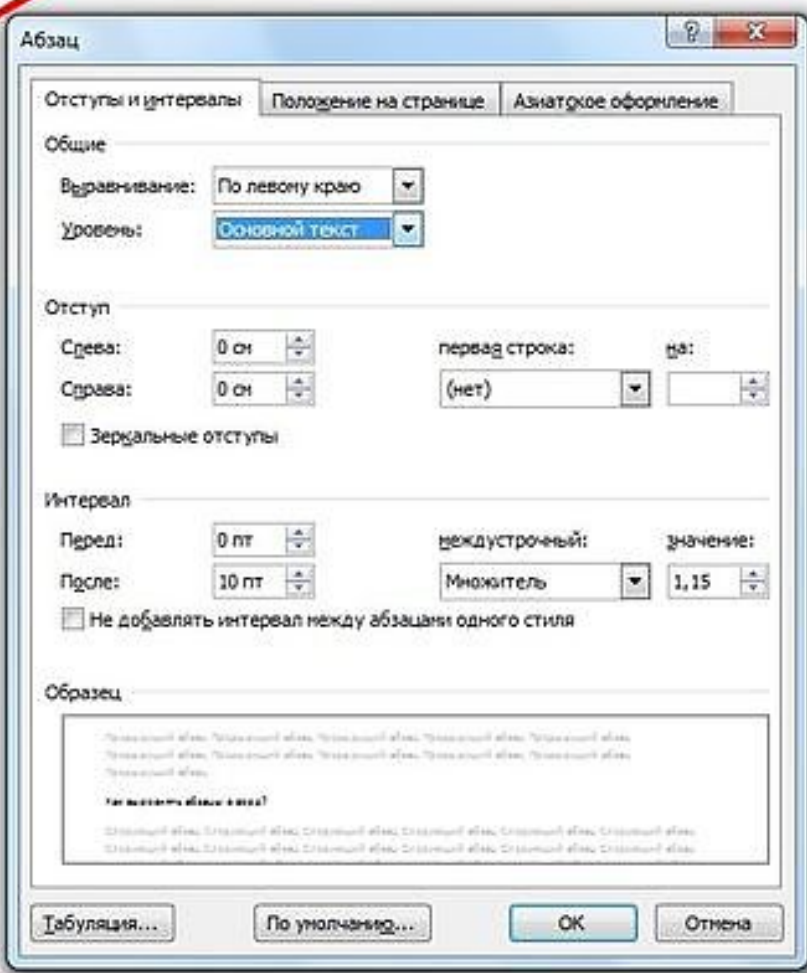 Абзац
Отступы и интервалы Положение на странице Азиатское оформление
Общие
Выравнивание: По левому краю
Уровень: Основной текст
Отступ
Слева: 0 см первая строка: на:
Справа: 0 см (нет)
Зеркальные отступы
Интервал
Перед: 0 пт междустрочный: значение:
После: 10 пт Множитель 1,15
Не добавлять интервал между абзацами одного стиля
Образец
Табуляция... По умолчанию... ОК Отмена